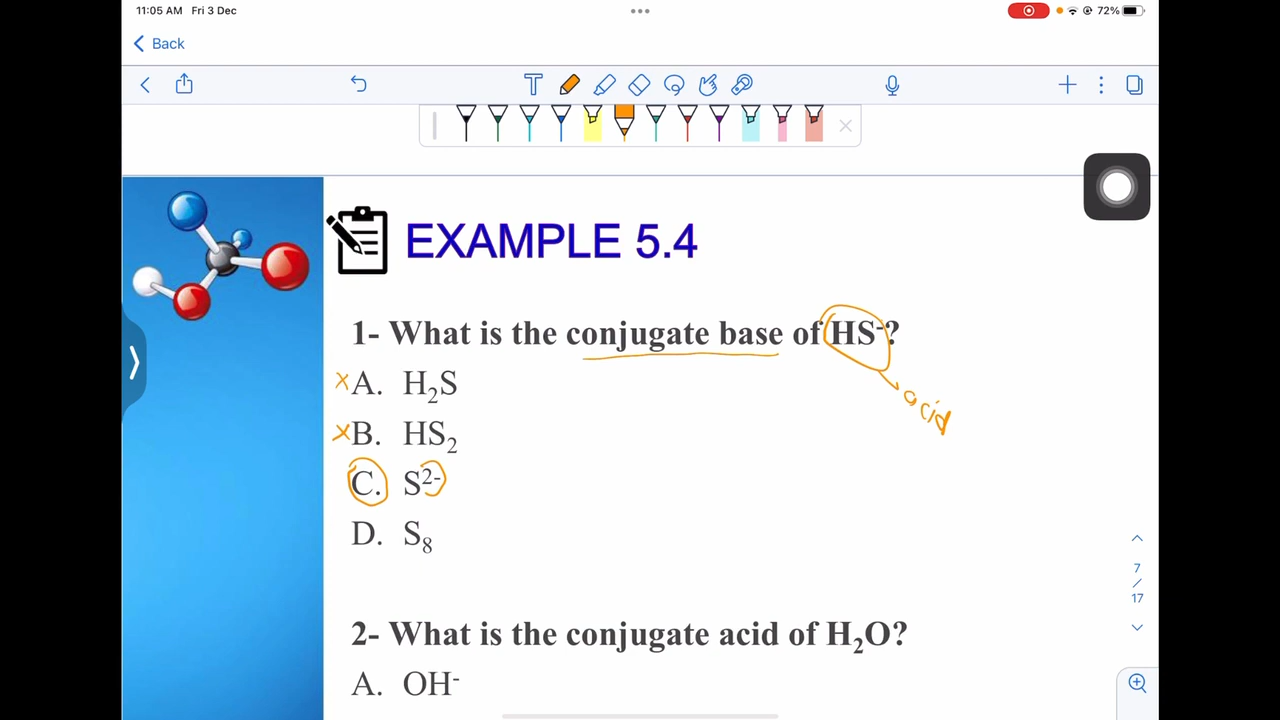 11:05 AM Fri 3 Dec
72%
Back
T
EXAMPLE 5.4
1- What is the conjugate base of HS⁻?
acid
x A. H₂S
x B. HS₂
C. S²⁻
D. S₈
7
/
17
2- What is the conjugate acid of H₂O?
A. OH⁻